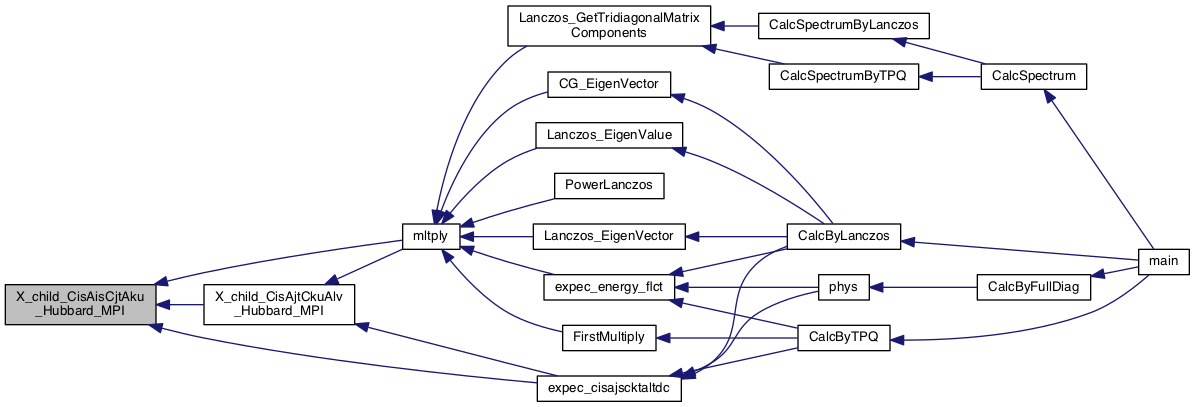 Lanczos_GetTridiagonalMatrix
Components
CalcSpectrumByLanczos
CalcSpectrumByTPQ
CalcSpectrum
CG_EigenVector
Lanczos_EigenValue
PowerLanczos
mltply
Lanczos_EigenVector
CalcByLanczos
main
X_child_CisAisCjtAku
_Hubbard_MPI
X_child_CisAjtCkuAlv
_Hubbard_MPI
expec_energy_flct
phys
CalcByFullDiag
FirstMultiply
CalcByTPQ
expec_cisajscktaltdc